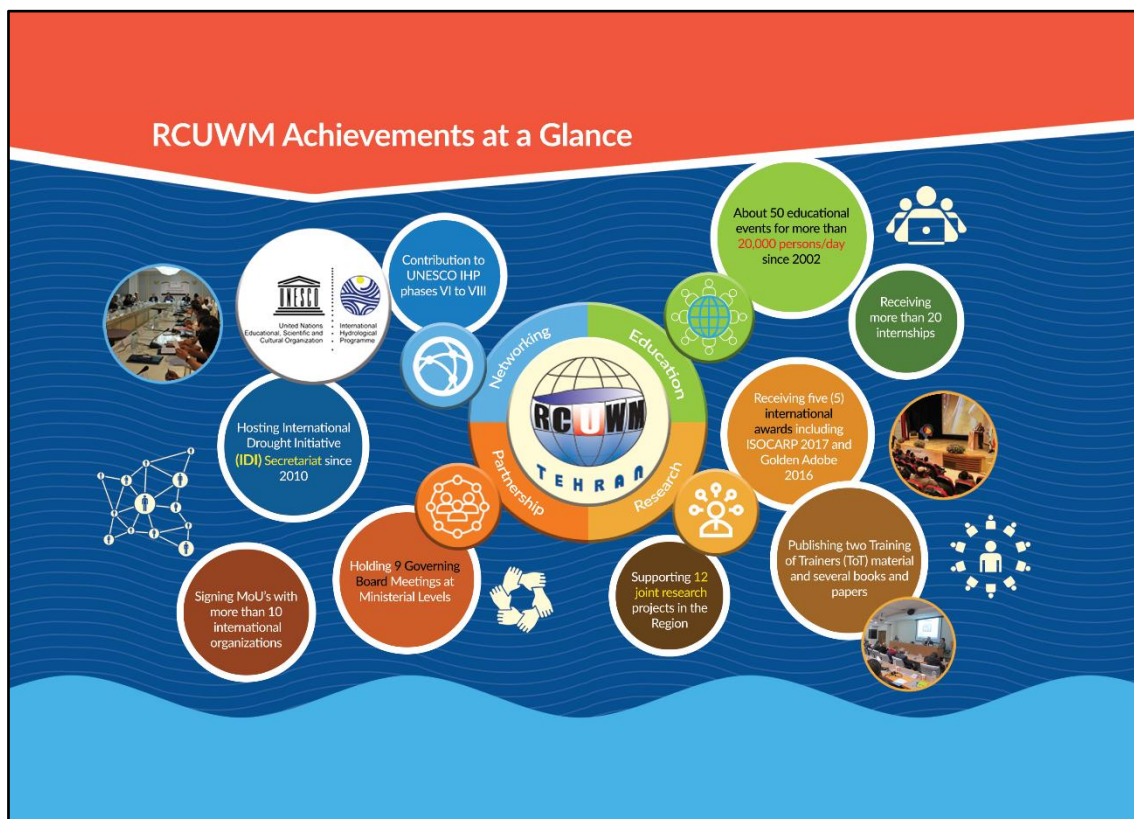 RCUWM Achievements at a Glance
About 50 educational
events for more than
20,000 persons/day
since 2002
Contribution to
UNESCO IHP
phases VI to VIII
UNESCO
United Nations
Educational, Scientific and
Cultural Organization
International
Hydrological
Programme
Receiving
more than 20
internships
Networking
Education
RCUWM
TEHRAN
Partnership
Research
Hosting International
Drought Initiative
(IDI) Secretariat since
2010
Receiving five (5)
international
awards including
ISOCARP 2017 and
Golden Adobe
2016
Signing MoU's with
more than 10
international
organizations
Holding 9 Governing
Board Meetings at
Ministerial Levels
Supporting 12
joint research
projects in the
Region
Publishing two Training
of Trainers (ToT) material
and several books and
papers